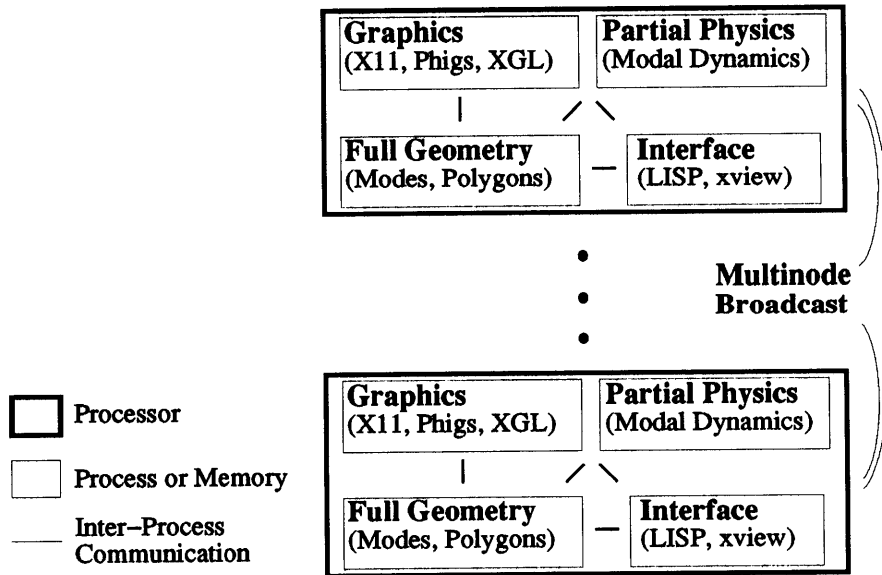 Graphics
(X11, Phigs, XGL)
Partial Physics
(Modal Dynamics)
Full Geometry
(Modes, Polygons)
Interface
(LISP, xview)
Multinode
Broadcast
Graphics
(X11, Phigs, XGL)
Partial Physics
(Modal Dynamics)
Full Geometry
(Modes, Polygons)
Interface
(LISP, xview)
Processor
Process or Memory
Inter–Process
Communication